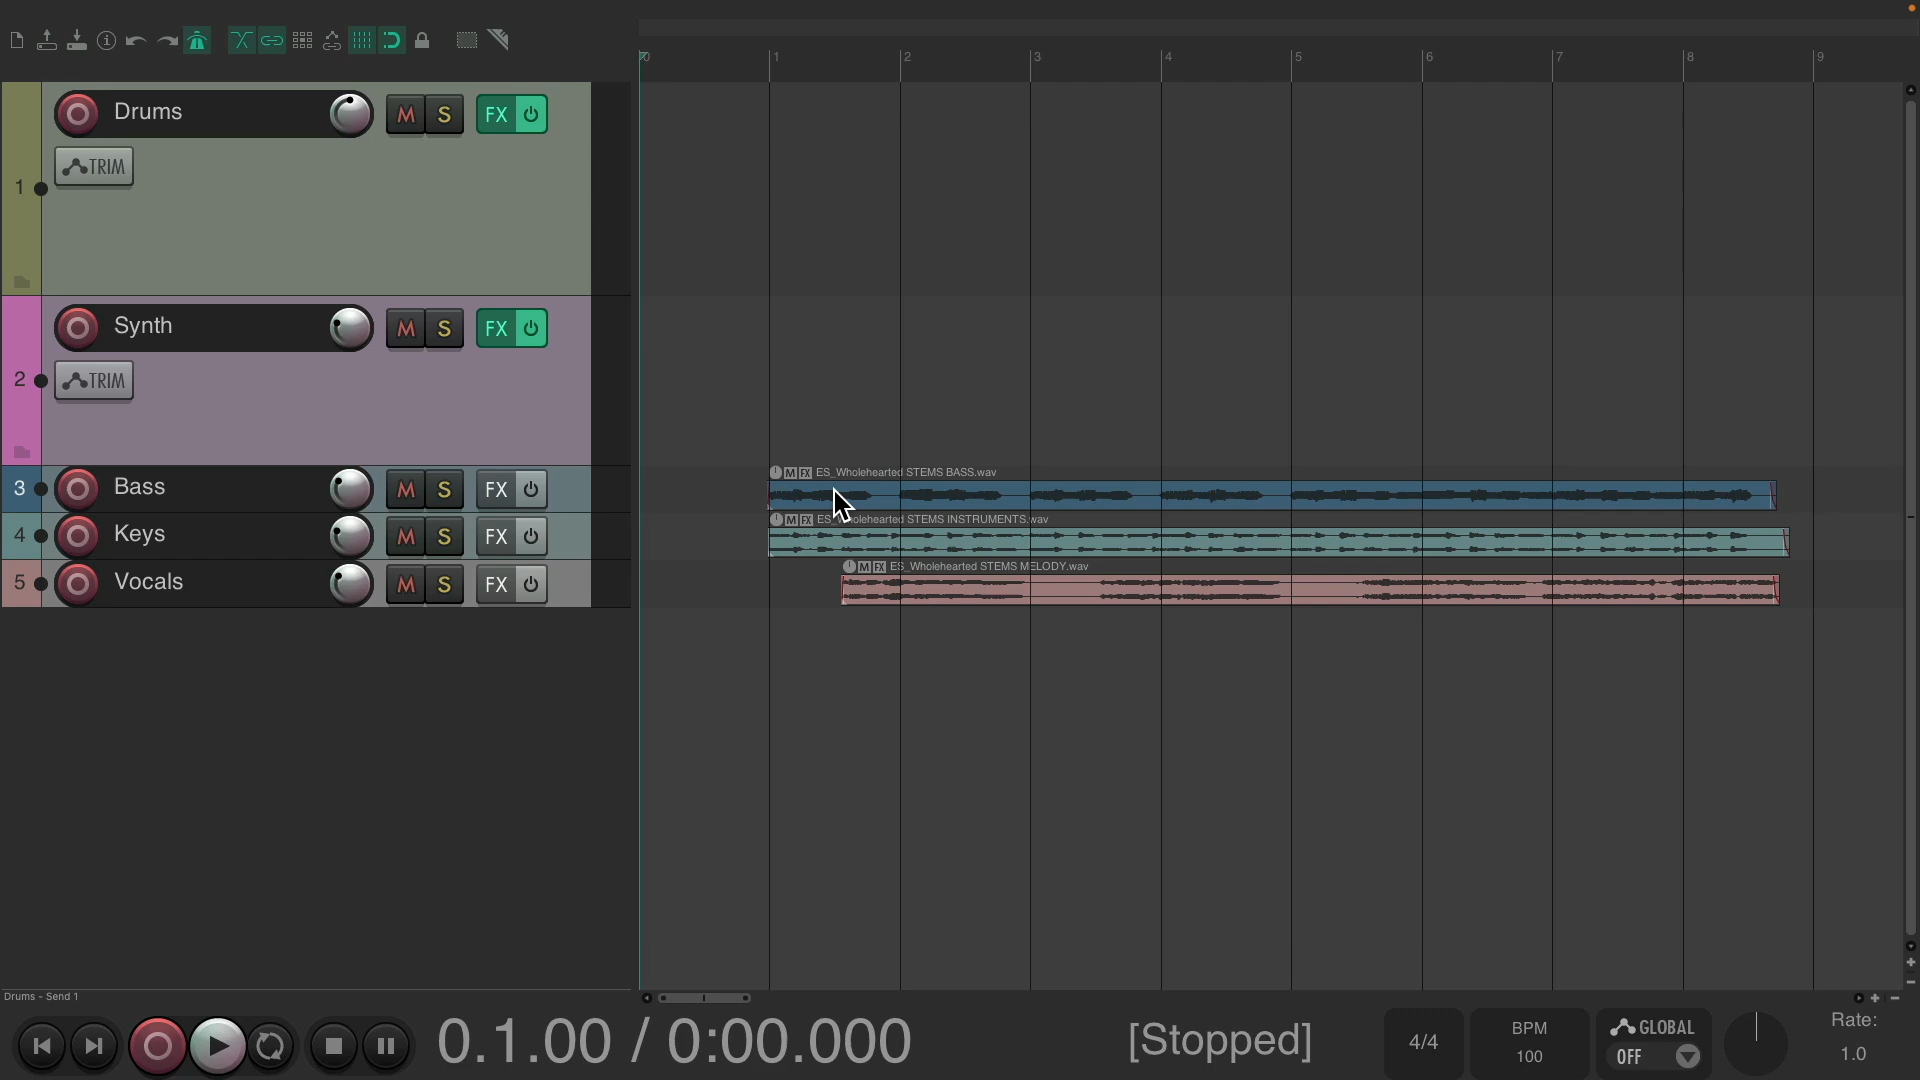 0 1 2 3 4 5 6 7 8 9
1 Drums M S FX
TRIM
2 Synth M S FX
TRIM
3 Bass M S FX
4 Keys M S FX
5 Vocals M S FX
M FX ES_Wholehearted STEMS BASS.wav
M FX ES_Wholehearted STEMS INSTRUMENTS.wav
M FX ES_Wholehearted STEMS MELODY.wav
Drums - Send 1
0.1.00 / 0:00.000
[Stopped]
4/4
BPM
100
GLOBAL
OFF
Rate:
1.0